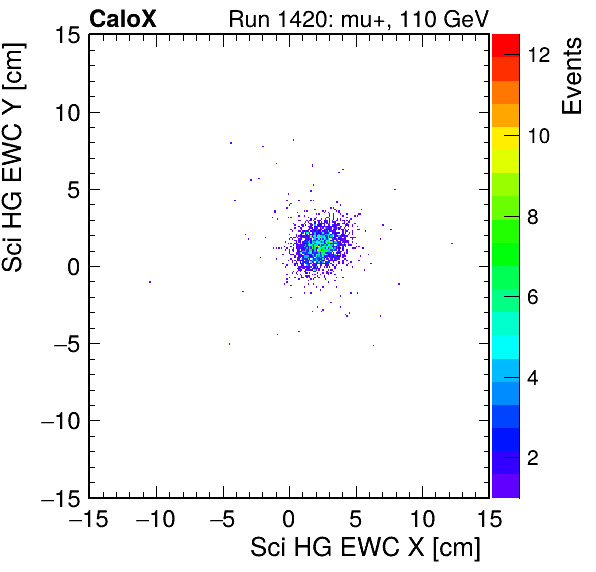 CaloX Run 1420: mu+, 110 GeV
Sci HG EWC Y [cm]
15
10
5
0
−5
−10
−15
−15 −10 −5 0 5 10 15
Sci HG EWC X [cm]
Events
12
10
8
6
4
2